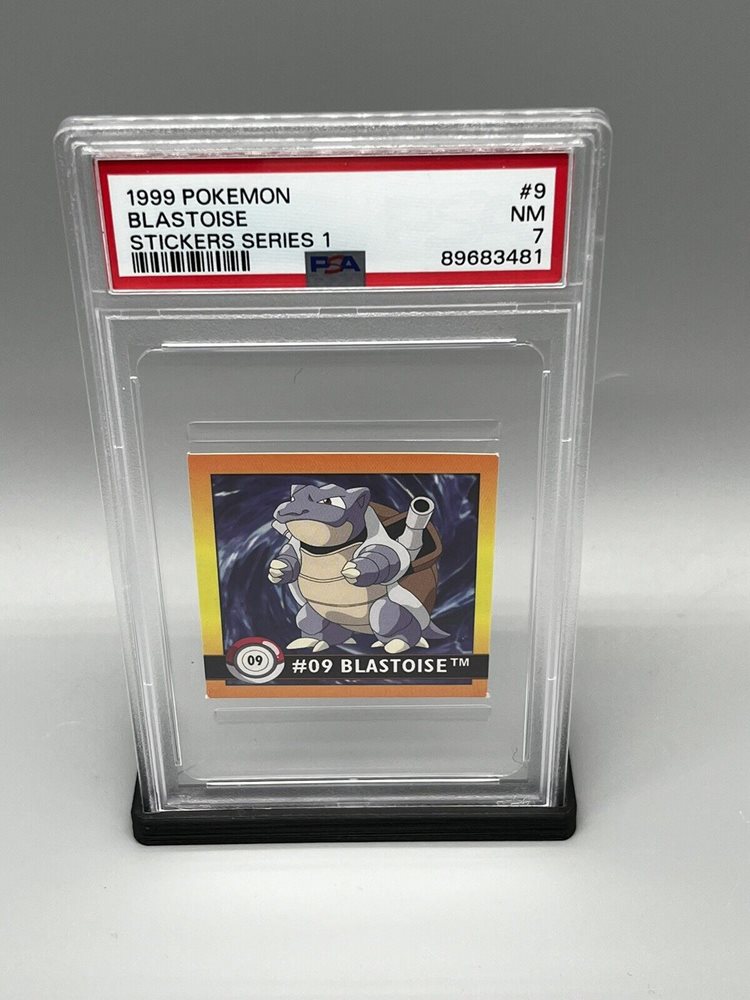 1999 POKEMON #9
BLASTOISE NM
STICKERS SERIES 1 7
PSA 89683481
09 #09 BLASTOISE™